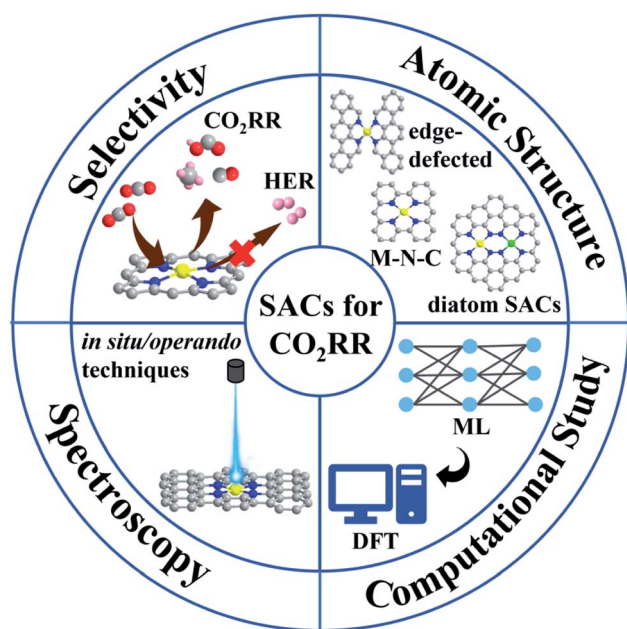 Selectivity
CO₂RR
HER
Atomic Structure
edge-
defected
M-N-C
diatom SACs
SACs for
CO₂RR
in situ/operando
techniques
Spectroscopy
ML
DFT
Computational Study